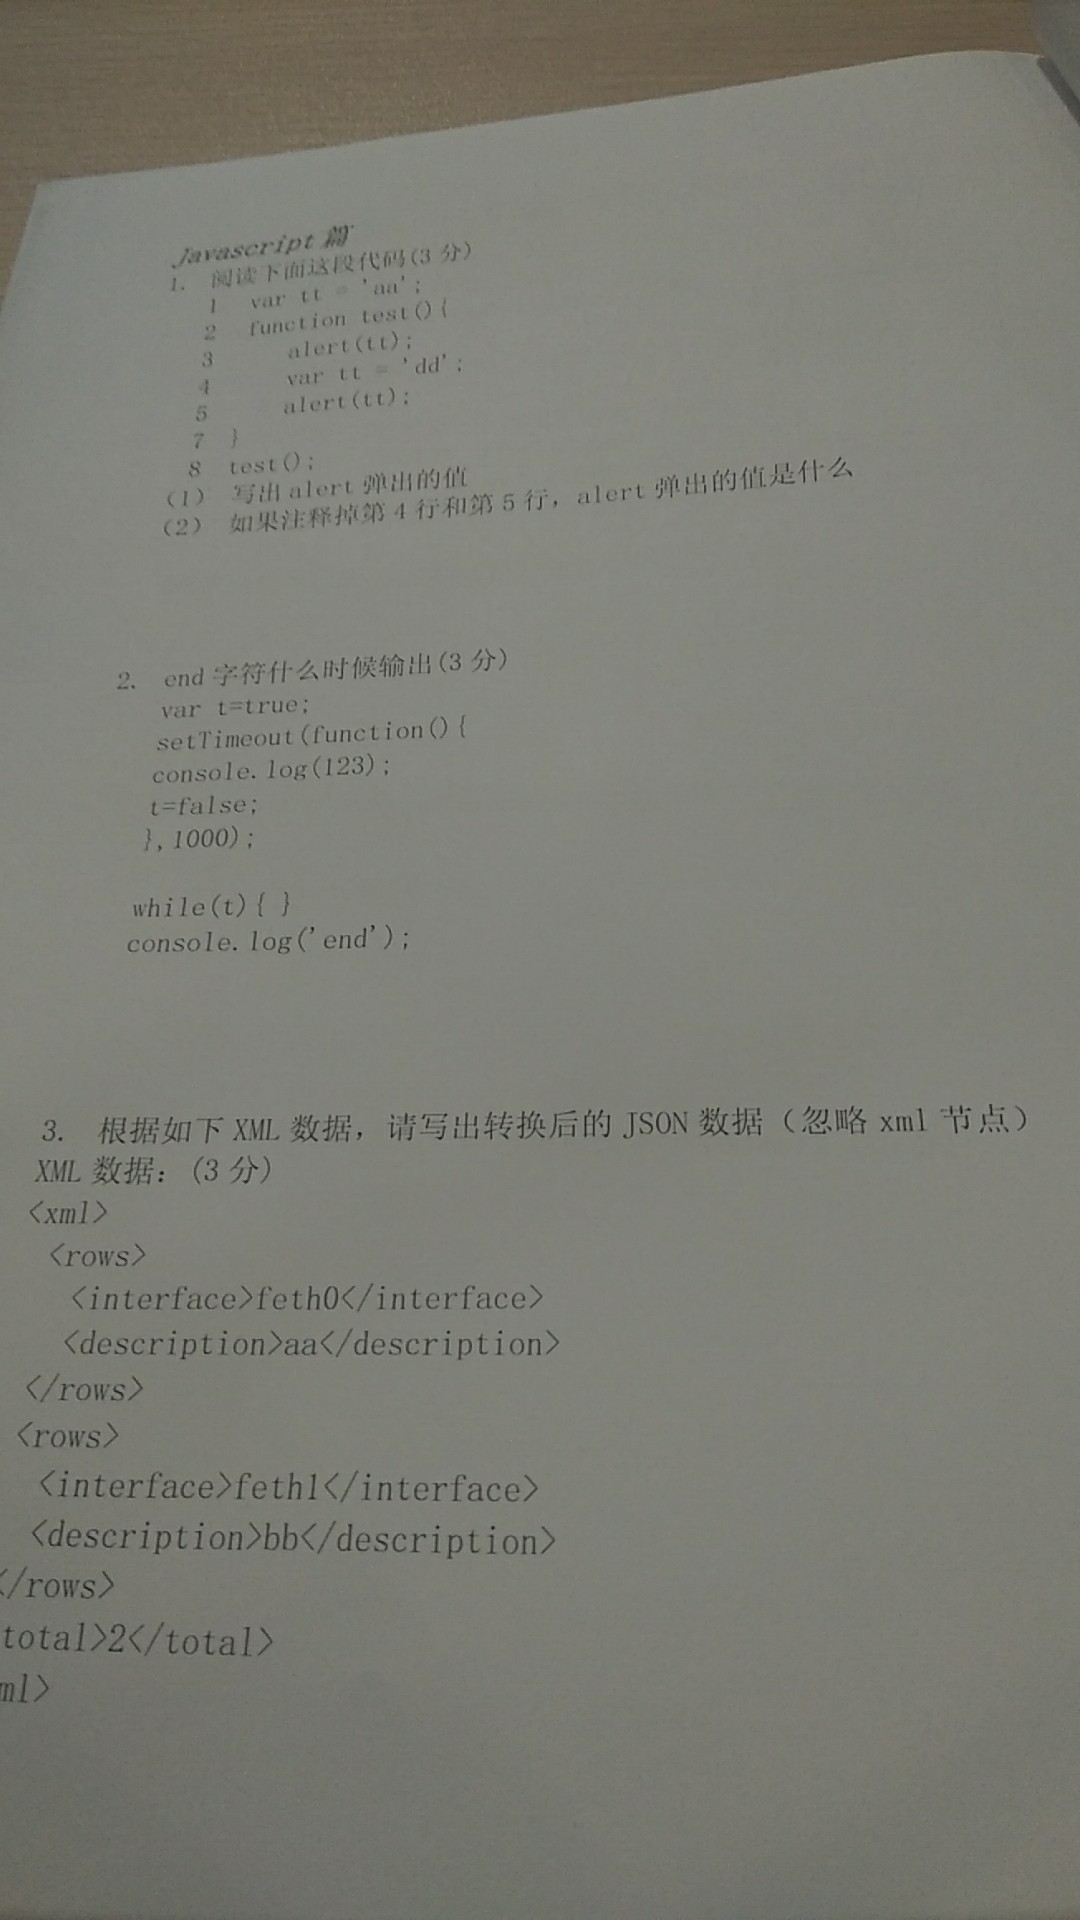 Javascript 篇
1. 阅读下面这段代码(3 分)
1 var tt = 'aa';
2 function test(){
3 alert(tt);
4 var tt = 'dd';
5 alert(tt);
7 }
8 test();
(1) 写出 alert 弹出的值
(2) 如果注释掉第 4 行和第 5 行，alert 弹出的值是什么
2. end 字符什么时候输出(3 分)
var t=true;
setTimeout(function(){
console.log(123);
t=false;
},1000);
while(t){ }
console.log('end');
3. 根据如下 XML 数据，请写出转换后的 JSON 数据（忽略 xml 节点）
XML 数据：(3 分)
<xml>
<rows>
<interface>feth0</interface>
<description>aa</description>
</rows>
<rows>
<interface>feth1</interface>
<description>bb</description>
</rows>
total>2</total>
ml>